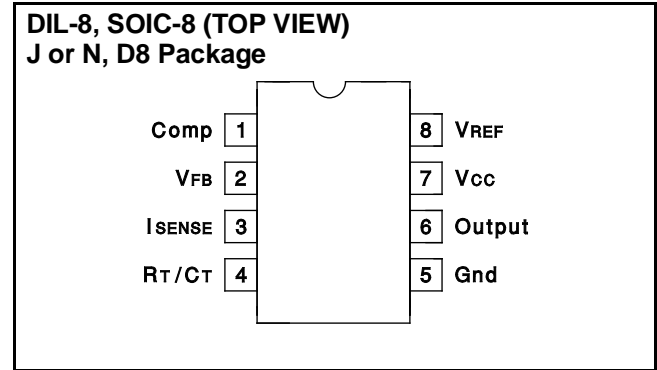 DIL-8, SOIC-8 (TOP VIEW)
J or N, D8 Package
Comp 1
8 VREF
VFB 2
7 Vcc
ISENSE 3
6 Output
RT/CT 4
5 Gnd